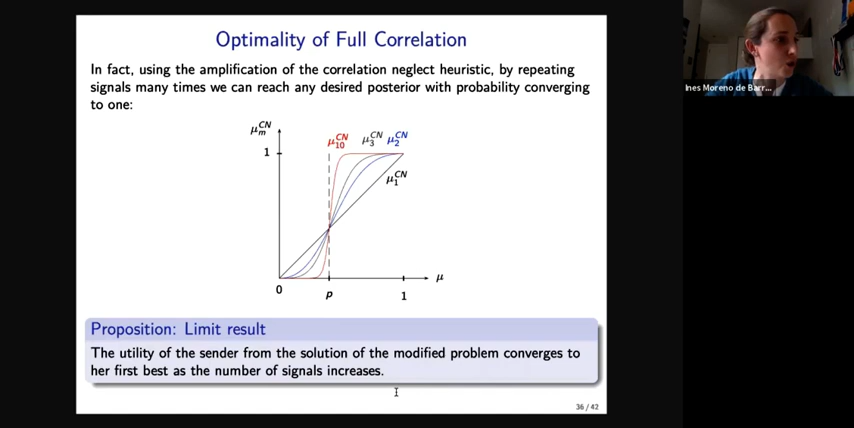 Optimality of Full Correlation
In fact, using the amplification of the correlation neglect heuristic, by repeating
signals many times we can reach any desired posterior with probability converging
to one:
μ_m^CN
μ_10^CN μ_3^CN μ_2^CN
1
μ_1^CN
μ
0
p
1
Proposition: Limit result
The utility of the sender from the solution of the modified problem converges to
her first best as the number of signals increases.
36 / 42
Ines Moreno de Barr...